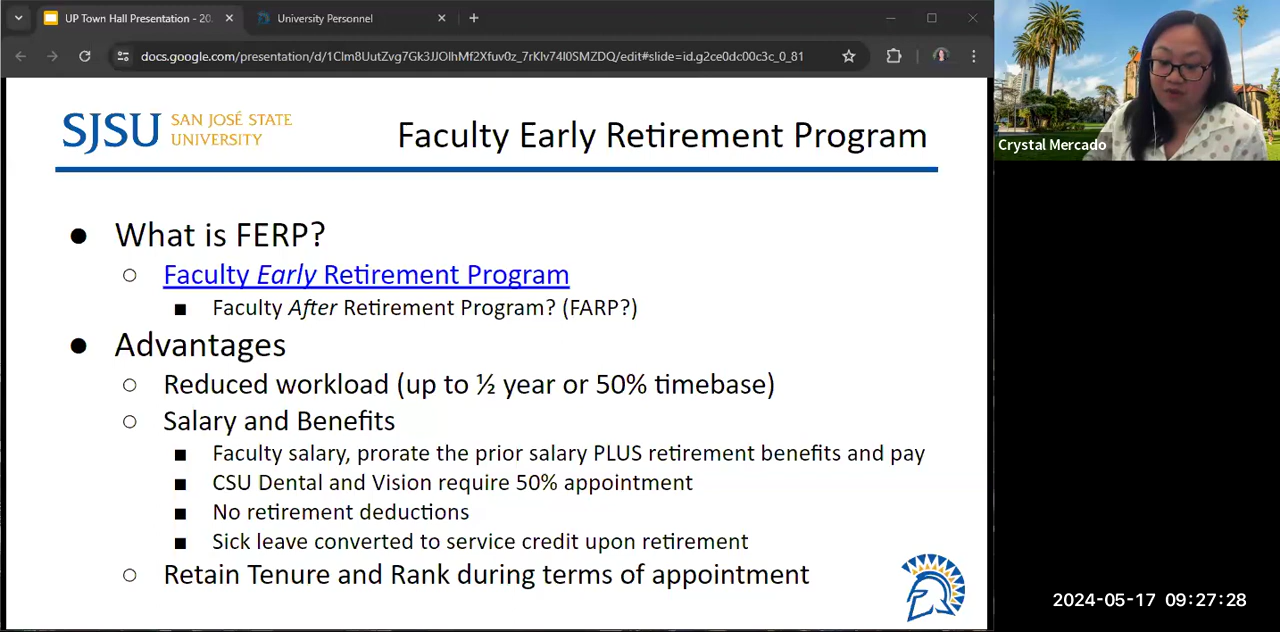 UP Town Hall Presentation - 20
University Personnel
docs.google.com/presentation/d/1Clm8UutZvg7Gk3JJOlhMf2Xfuv0z_7rKlv74l0SMZDQ/edit#slide=id.g2ce0dc00c3c_0_81
SJSU SAN JOSÉ STATE UNIVERSITY
Faculty Early Retirement Program
● What is FERP?
○ Faculty Early Retirement Program
■ Faculty After Retirement Program? (FARP?)
● Advantages
○ Reduced workload (up to ½ year or 50% timebase)
○ Salary and Benefits
■ Faculty salary, prorate the prior salary PLUS retirement benefits and pay
■ CSU Dental and Vision require 50% appointment
■ No retirement deductions
■ Sick leave converted to service credit upon retirement
○ Retain Tenure and Rank during terms of appointment
Crystal Mercado
2024-05-17 09:27:28